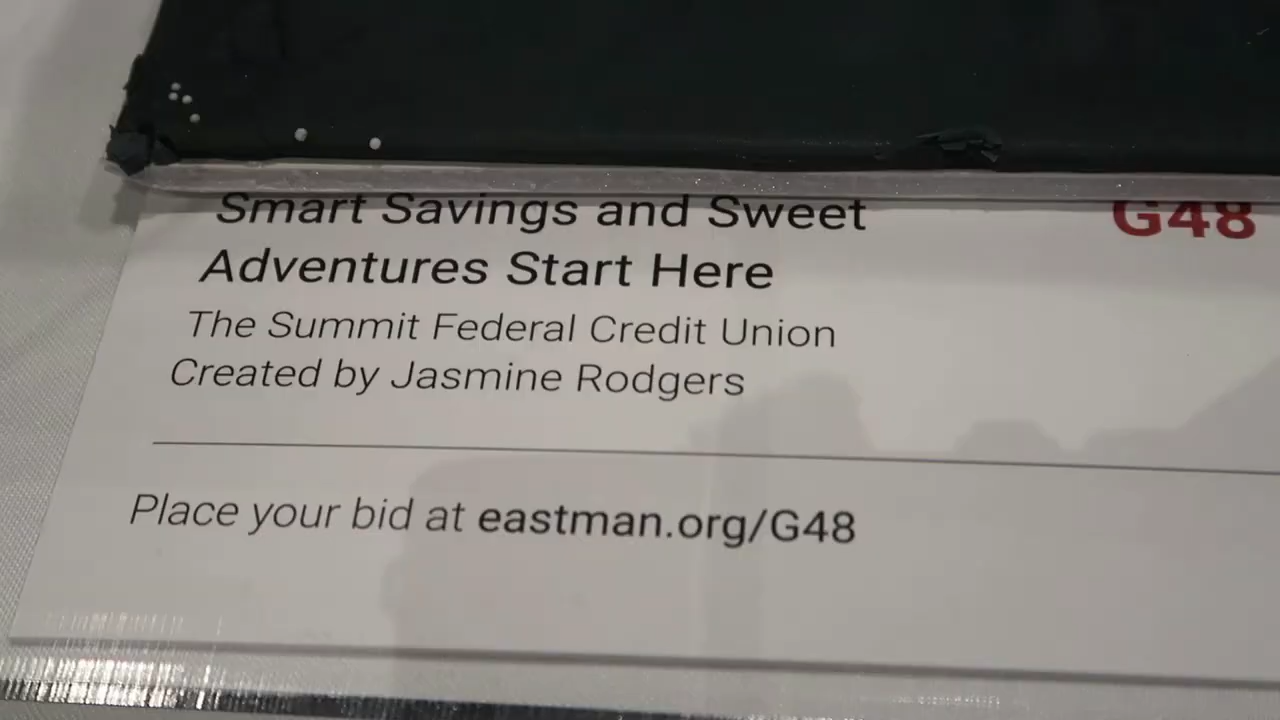 Smart Savings and Sweet
G48
Adventures Start Here
The Summit Federal Credit Union
Created by Jasmine Rodgers
Place your bid at eastman.org/G48